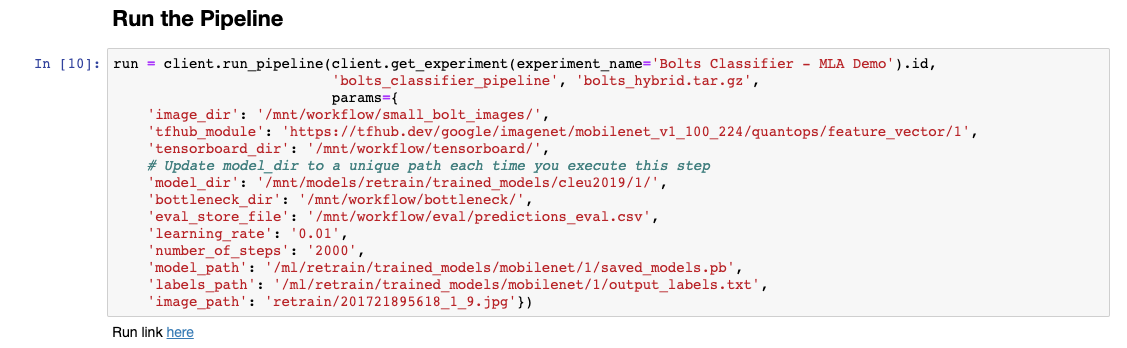 Run the Pipeline
In [10]: run = client.run_pipeline(client.get_experiment(experiment_name='Bolts Classifier - MLA Demo').id,
'bolts_classifier_pipeline', 'bolts_hybrid.tar.gz',
params={
'image_dir': '/mnt/workflow/small_bolt_images/',
'tfhub_module': 'https://tfhub.dev/google/imagenet/mobilenet_v1_100_224/quantops/feature_vector/1',
'tensorboard_dir': '/mnt/workflow/tensorboard/',
# Update model_dir to a unique path each time you execute this step
'model_dir': '/mnt/models/retrain/trained_models/cleu2019/1/',
'bottleneck_dir': '/mnt/workflow/bottleneck/',
'eval_store_file': '/mnt/workflow/eval/predictions_eval.csv',
'learning_rate': '0.01',
'number_of_steps': '2000',
'model_path': '/ml/retrain/trained_models/mobilenet/1/saved_models.pb',
'labels_path': '/ml/retrain/trained_models/mobilenet/1/output_labels.txt',
'image_path': 'retrain/201721895618_1_9.jpg'})
Run link here